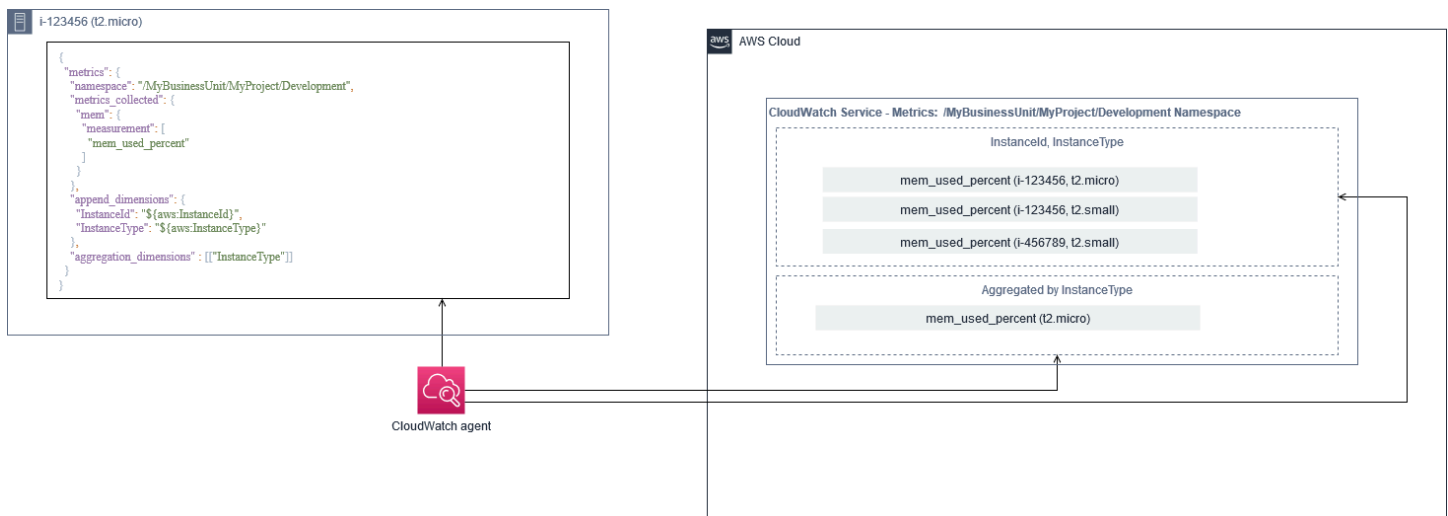 i-123456 (t2.micro)
{
"metrics": {
"namespace": "/MyBusinessUnit/MyProject/Development",
"metrics_collected": {
"mem": {
"measurement": [
"mem_used_percent"
]
}
},
"append_dimensions": {
"InstanceId": "${aws:InstanceId}",
"InstanceType": "${aws:InstanceType}"
},
"aggregation_dimensions" : [["InstanceType"]]
}
}
CloudWatch agent
aws
AWS Cloud
CloudWatch Service - Metrics: /MyBusinessUnit/MyProject/Development Namespace
InstanceId, InstanceType
mem_used_percent (i-123456, t2.micro)
mem_used_percent (i-123456, t2.small)
mem_used_percent (i-456789, t2.small)
Aggregated by InstanceType
mem_used_percent (t2.micro)